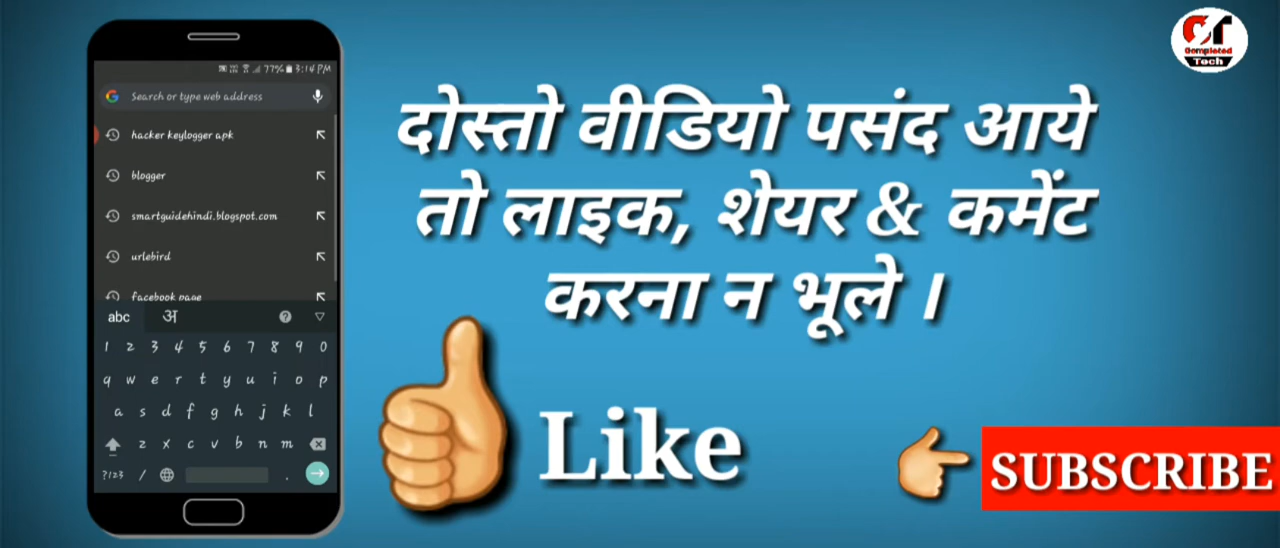 77% 3:14 PM
Search or type web address
hacker keylogger apk
blogger
smartguidehindi.blogspot.com
urlebird
facebook page
abc अ
1 2 3 4 5 6 7 8 9 0
q w e r t y u i o p
a s d f g h j k l
z x c v b n m
?123 / .
दोस्तो वीडियो पसंद आये
तो लाइक, शेयर & कमेंट
करना न भूले ।
Like
SUBSCRIBE
CT
Completed
Tech